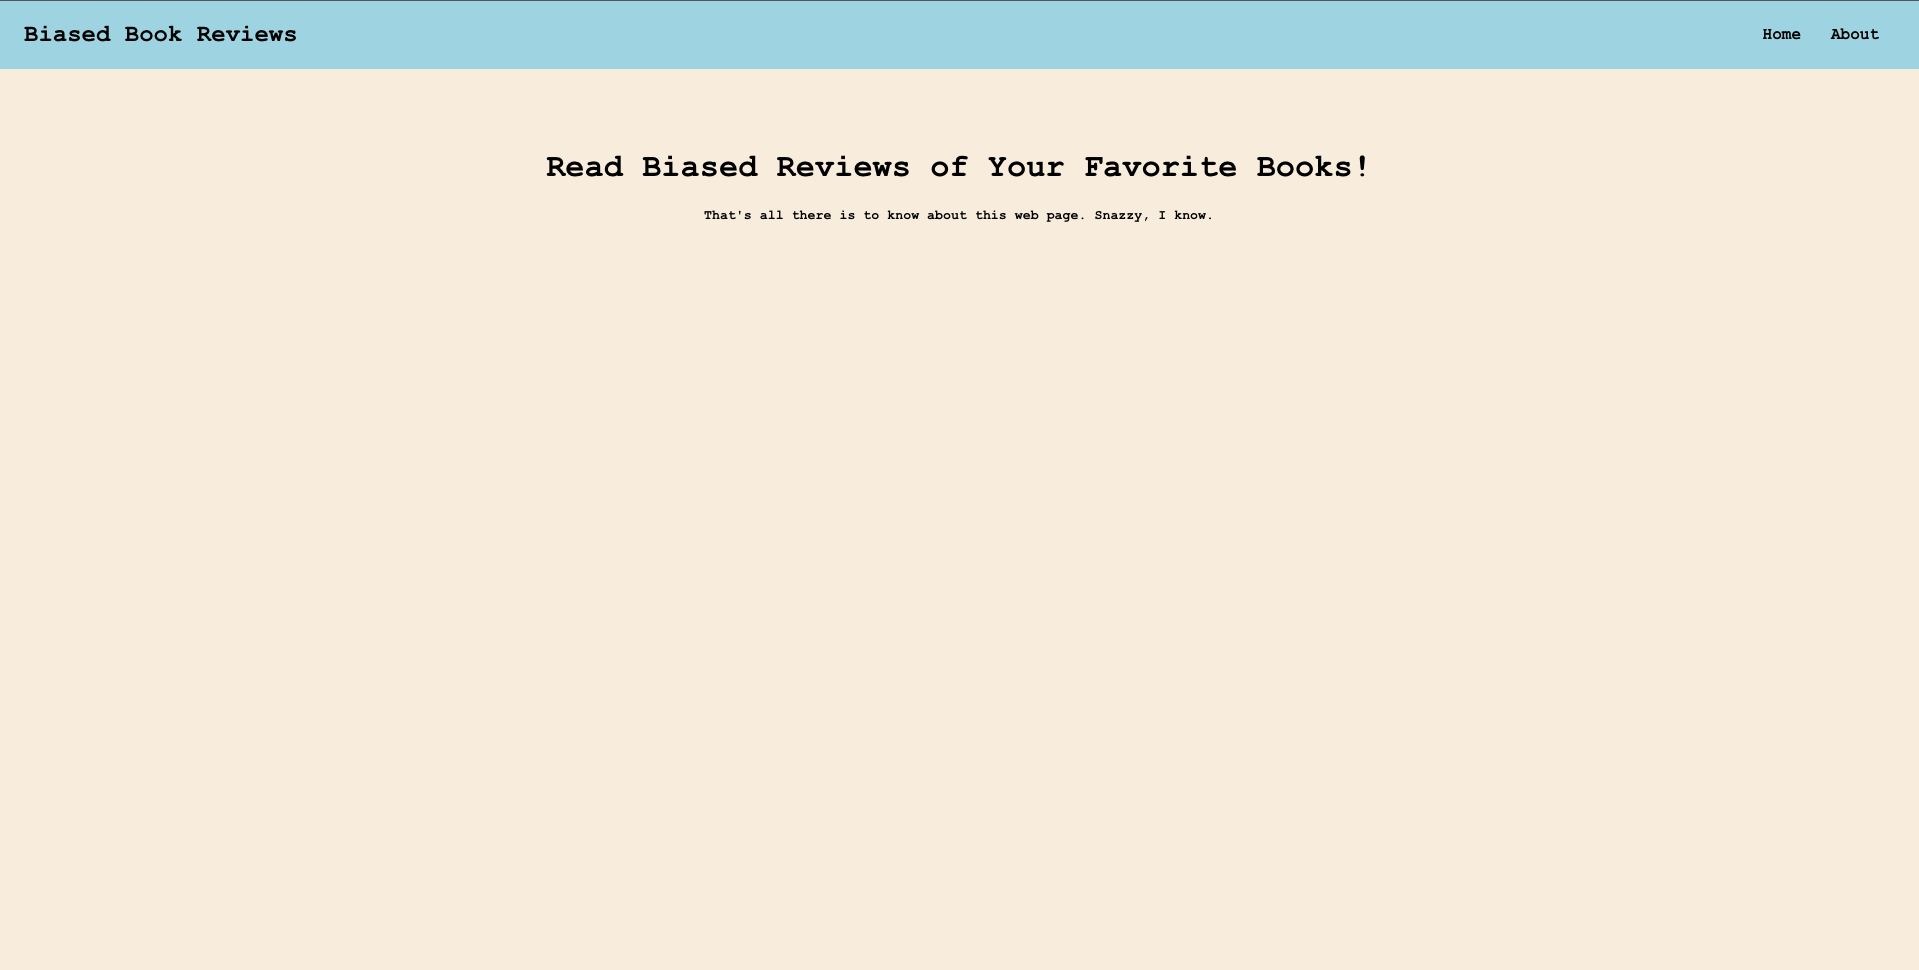 Biased Book Reviews
Home About
Read Biased Reviews of Your Favorite Books!
That's all there is to know about this web page. Snazzy, I know.